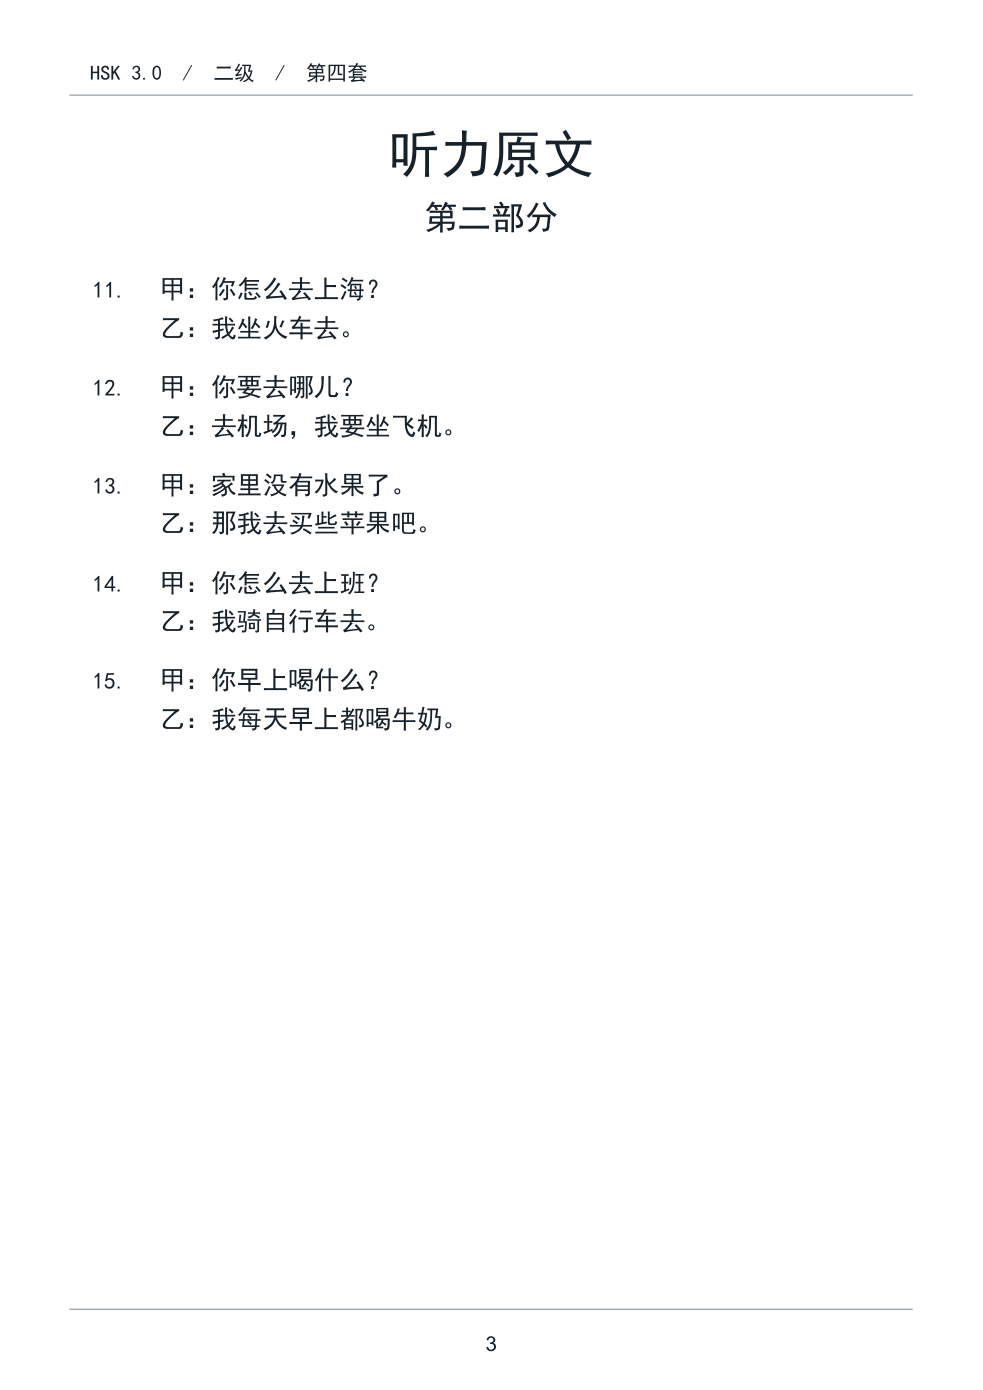 HSK 3.0 / 二级 / 第四套
听力原文
第二部分
11. 甲：你怎么去上海？
乙：我坐火车去。
12. 甲：你要去哪儿？
乙：去机场，我要坐飞机。
13. 甲：家里没有水果了。
乙：那我去买些苹果吧。
14. 甲：你怎么去上班？
乙：我骑自行车去。
15. 甲：你早上喝什么？
乙：我每天早上都喝牛奶。
3